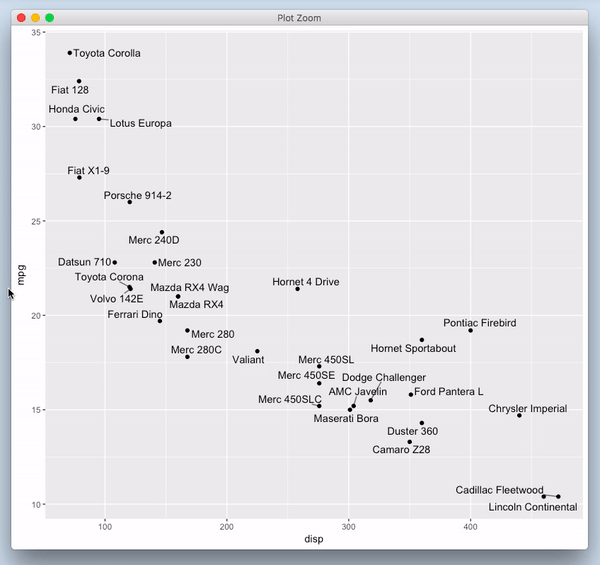 Plot Zoom
35
Toyota Corolla
Fiat 128
Honda Civic
Lotus Europa
30
Fiat X1-9
Porsche 914-2
25
Merc 240D
Datsun 710
Merc 230
Toyota Corona
Mazda RX4 Wag
Hornet 4 Drive
mpg
Volvo 142E
Mazda RX4
Ferrari Dino
20
Pontiac Firebird
Merc 280
Hornet Sportabout
Merc 280C
Valiant
Merc 450SL
Merc 450SE
Dodge Challenger
AMC Javelin
Ford Pantera L
Merc 450SLC
15
Chrysler Imperial
Maserati Bora
Duster 360
Camaro Z28
Cadillac Fleetwood
10
Lincoln Continental
100
200
300
400
disp